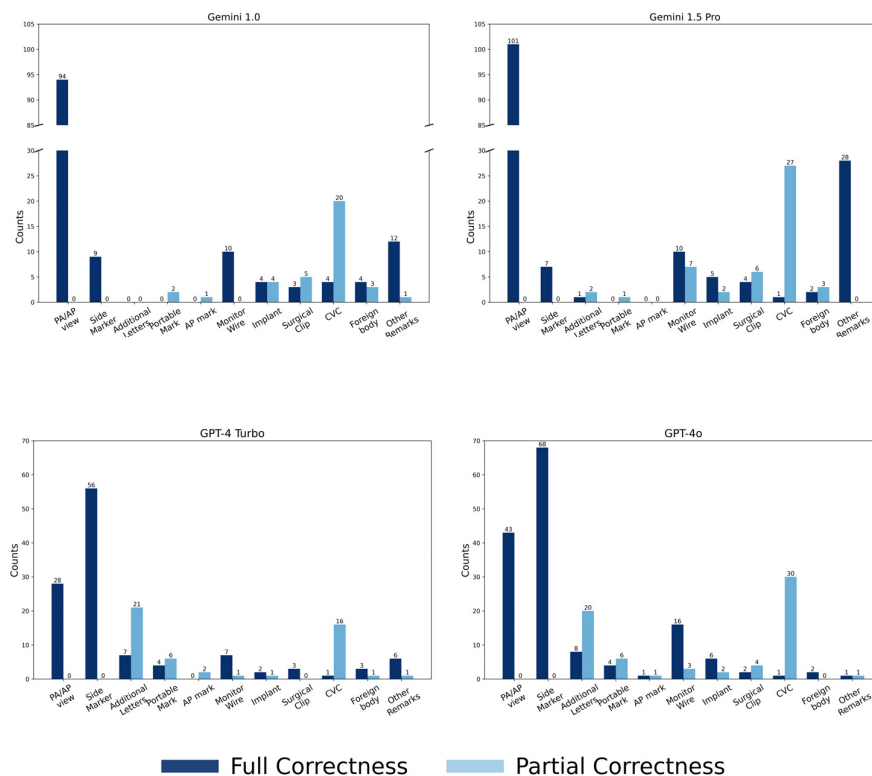 Gemini 1.0
105
100
95
90
85
30
25
20
15
10
5
0
Counts
94 0 9 0 0 0 2 0 1 10 0 4 4 3 5 4 20 4 3 12 1
PA/AP view
Side Marker
Additional Letters
Portable Mark
AP mark
Monitor Wire
Implant
Surgical Clip
CVC
Foreign body
Other Remarks
Gemini 1.5 Pro
105
100
95
90
85
30
25
20
15
10
5
0
Counts
101 0 7 0 1 2 0 1 0 0 10 7 5 2 4 6 1 27 2 3 28 0
PA/AP view
Side Marker
Additional Letters
Portable Mark
AP mark
Monitor Wire
Implant
Surgical Clip
CVC
Foreign body
Other Remarks
GPT-4 Turbo
70
60
50
40
30
20
10
0
Counts
28 0 56 0 7 21 4 6 0 2 7 1 2 1 3 0 1 16 3 1 6 1
PA/AP view
Side Marker
Additional Letters
Portable Mark
AP mark
Monitor Wire
Implant
Surgical Clip
CVC
Foreign body
Other Remarks
GPT-4o
70
60
50
40
30
20
10
0
Counts
43 0 68 0 8 20 4 6 1 1 16 3 6 2 2 4 1 30 2 0 1 1
PA/AP view
Side Marker
Additional Letters
Portable Mark
AP mark
Monitor Wire
Implant
Surgical Clip
CVC
Foreign body
Other Remarks
Full Correctness
Partial Correctness